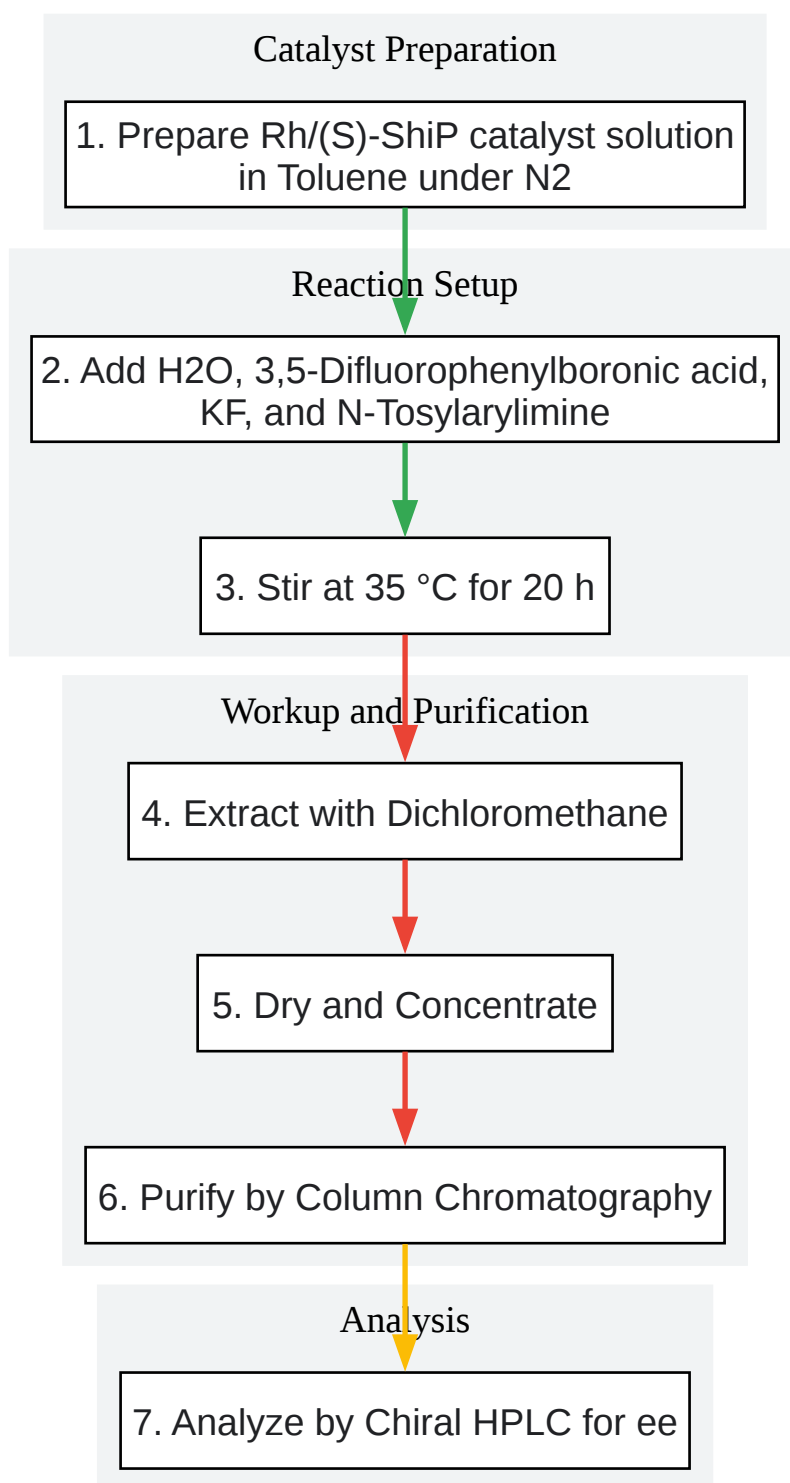 Catalyst Preparation
1. Prepare Rh/(S)-ShiP catalyst solution
in Toluene under N2
Reaction Setup
2. Add H2O, 3,5-Difluorophenylboronic acid,
KF, and N-Tosylarylimine
3. Stir at 35 °C for 20 h
Workup and Purification
4. Extract with Dichloromethane
5. Dry and Concentrate
6. Purify by Column Chromatography
Analysis
7. Analyze by Chiral HPLC for ee